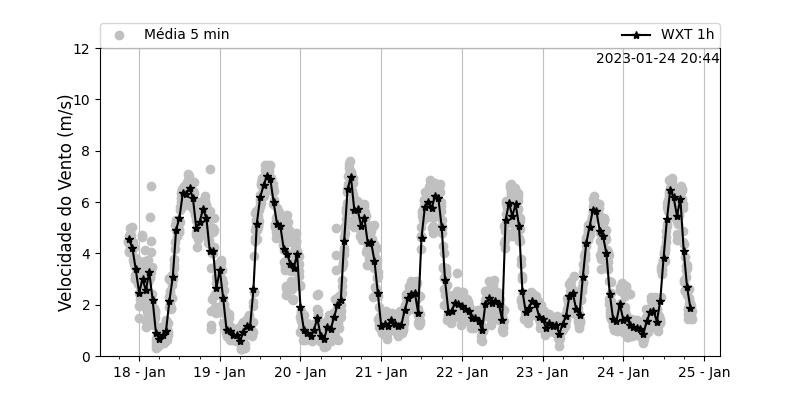 Média 5 min
WXT 1h
2023-01-24 20:44
Velocidade do Vento (m/s)
12
10
8
6
4
2
0
18 - Jan
19 - Jan
20 - Jan
21 - Jan
22 - Jan
23 - Jan
24 - Jan
25 - Jan